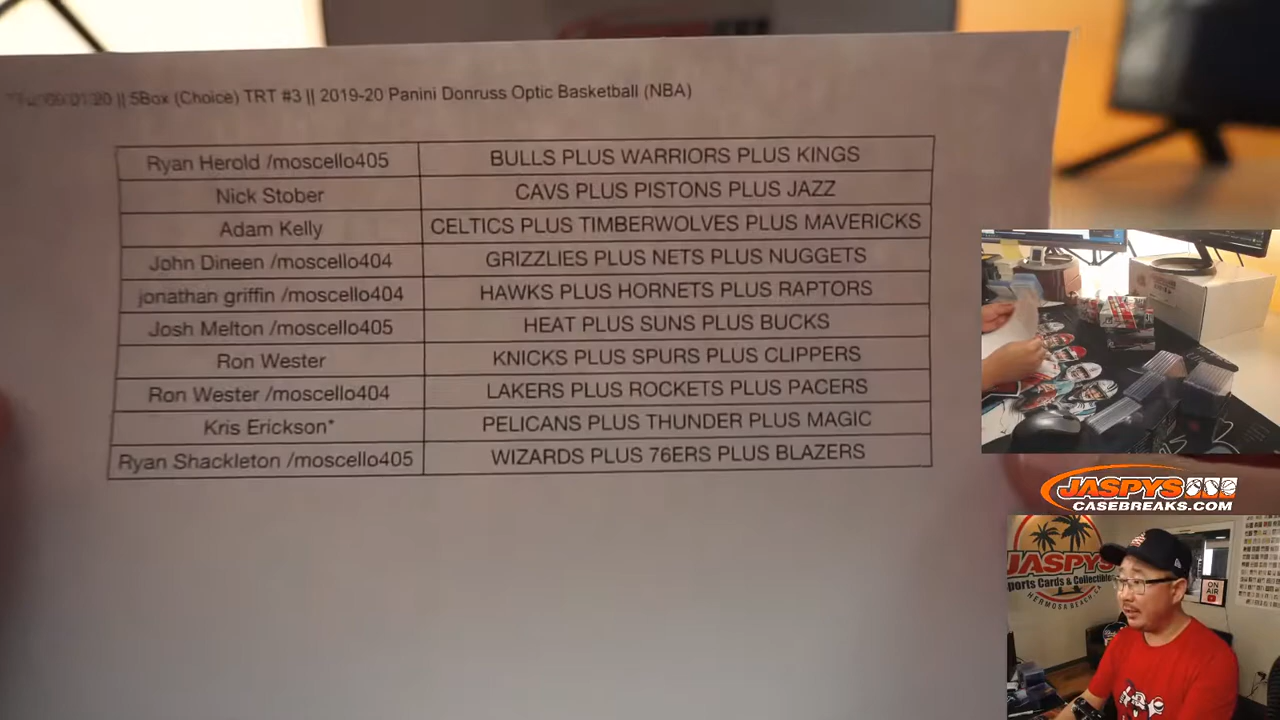 20 || 5Box (Choice) TRT #3 || 2019-20 Panini Donruss Optic Basketball (NBA)
Ryan Herold /moscello405 BULLS PLUS WARRIORS PLUS KINGS
Nick Stober CAVS PLUS PISTONS PLUS JAZZ
Adam Kelly CELTICS PLUS TIMBERWOLVES PLUS MAVERICKS
John Dineen /moscello404 GRIZZLIES PLUS NETS PLUS NUGGETS
jonathan griffin /moscello404 HAWKS PLUS HORNETS PLUS RAPTORS
Josh Melton /moscello405 HEAT PLUS SUNS PLUS BUCKS
Ron Wester KNICKS PLUS SPURS PLUS CLIPPERS
Ron Wester /moscello404 LAKERS PLUS ROCKETS PLUS PACERS
Kris Erickson* PELICANS PLUS THUNDER PLUS MAGIC
Ryan Shackleton /moscello405 WIZARDS PLUS 76ERS PLUS BLAZERS
JASPYS
CASEBREAKS.COM
JASPYS
Sports Cards & Collectibles
HERMOSA BEACH, CA
ON
AIR